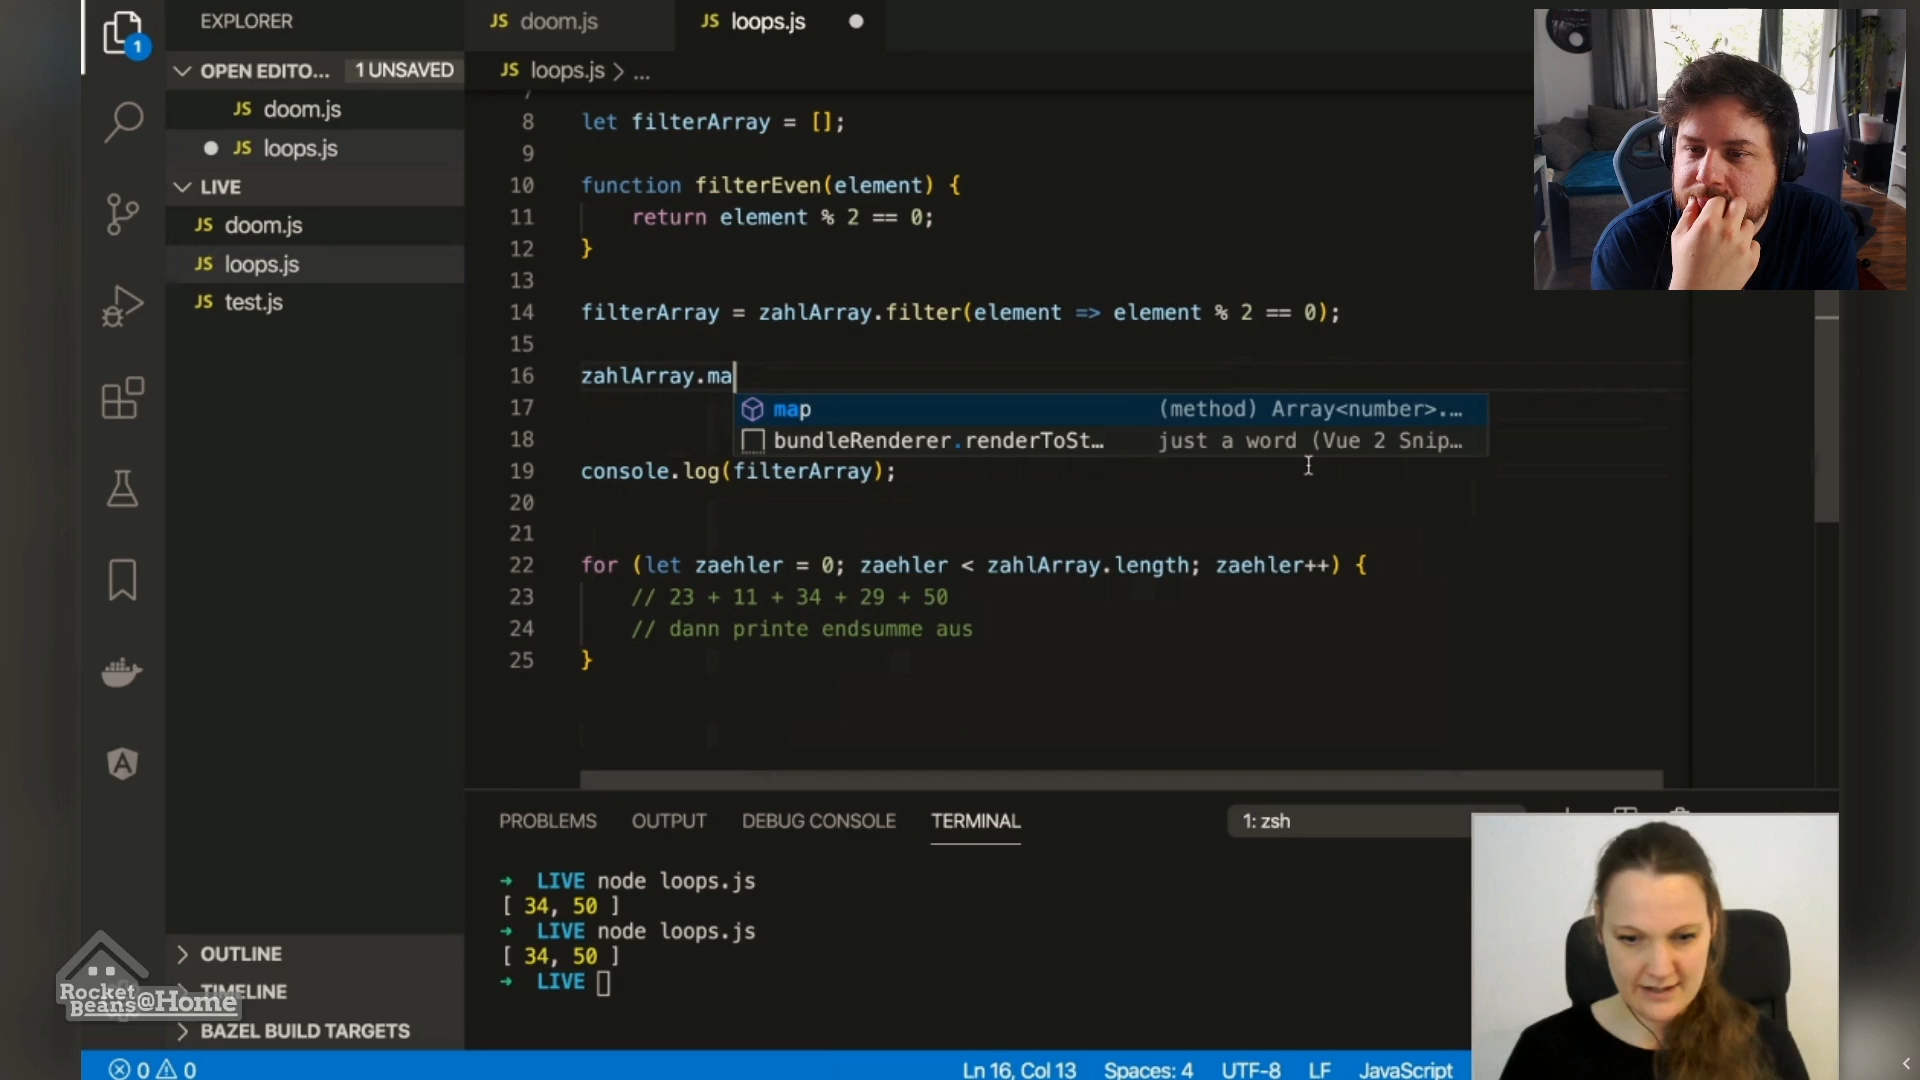 EXPLORER
1
OPEN EDITO... 1 UNSAVED
JS doom.js
JS loops.js
LIVE
JS doom.js
JS loops.js
JS test.js
OUTLINE
TIMELINE
BAZEL BUILD TARGETS
JS doom.js
JS loops.js
JS loops.js > ...
8 let filterArray = [];
9
10 function filterEven(element) {
11 return element % 2 == 0;
12 }
13
14 filterArray = zahlArray.filter(element => element % 2 == 0);
15
16 zahlArray.ma
map (method) Array<number>.…
bundleRenderer.renderToSt… just a word (Vue 2 Snip…
17
18
19 console.log(filterArray);
20
21
22 for (let zaehler = 0; zaehler < zahlArray.length; zaehler++) {
23 // 23 + 11 + 34 + 29 + 50
24 // dann printe endsumme aus
25 }
PROBLEMS OUTPUT DEBUG CONSOLE TERMINAL 1: zsh
➜ LIVE node loops.js
[ 34, 50 ]
➜ LIVE node loops.js
[ 34, 50 ]
➜ LIVE
Rocket
Beans@Home
0 0 Ln 16, Col 13 Spaces: 4 UTF-8 LF JavaScript